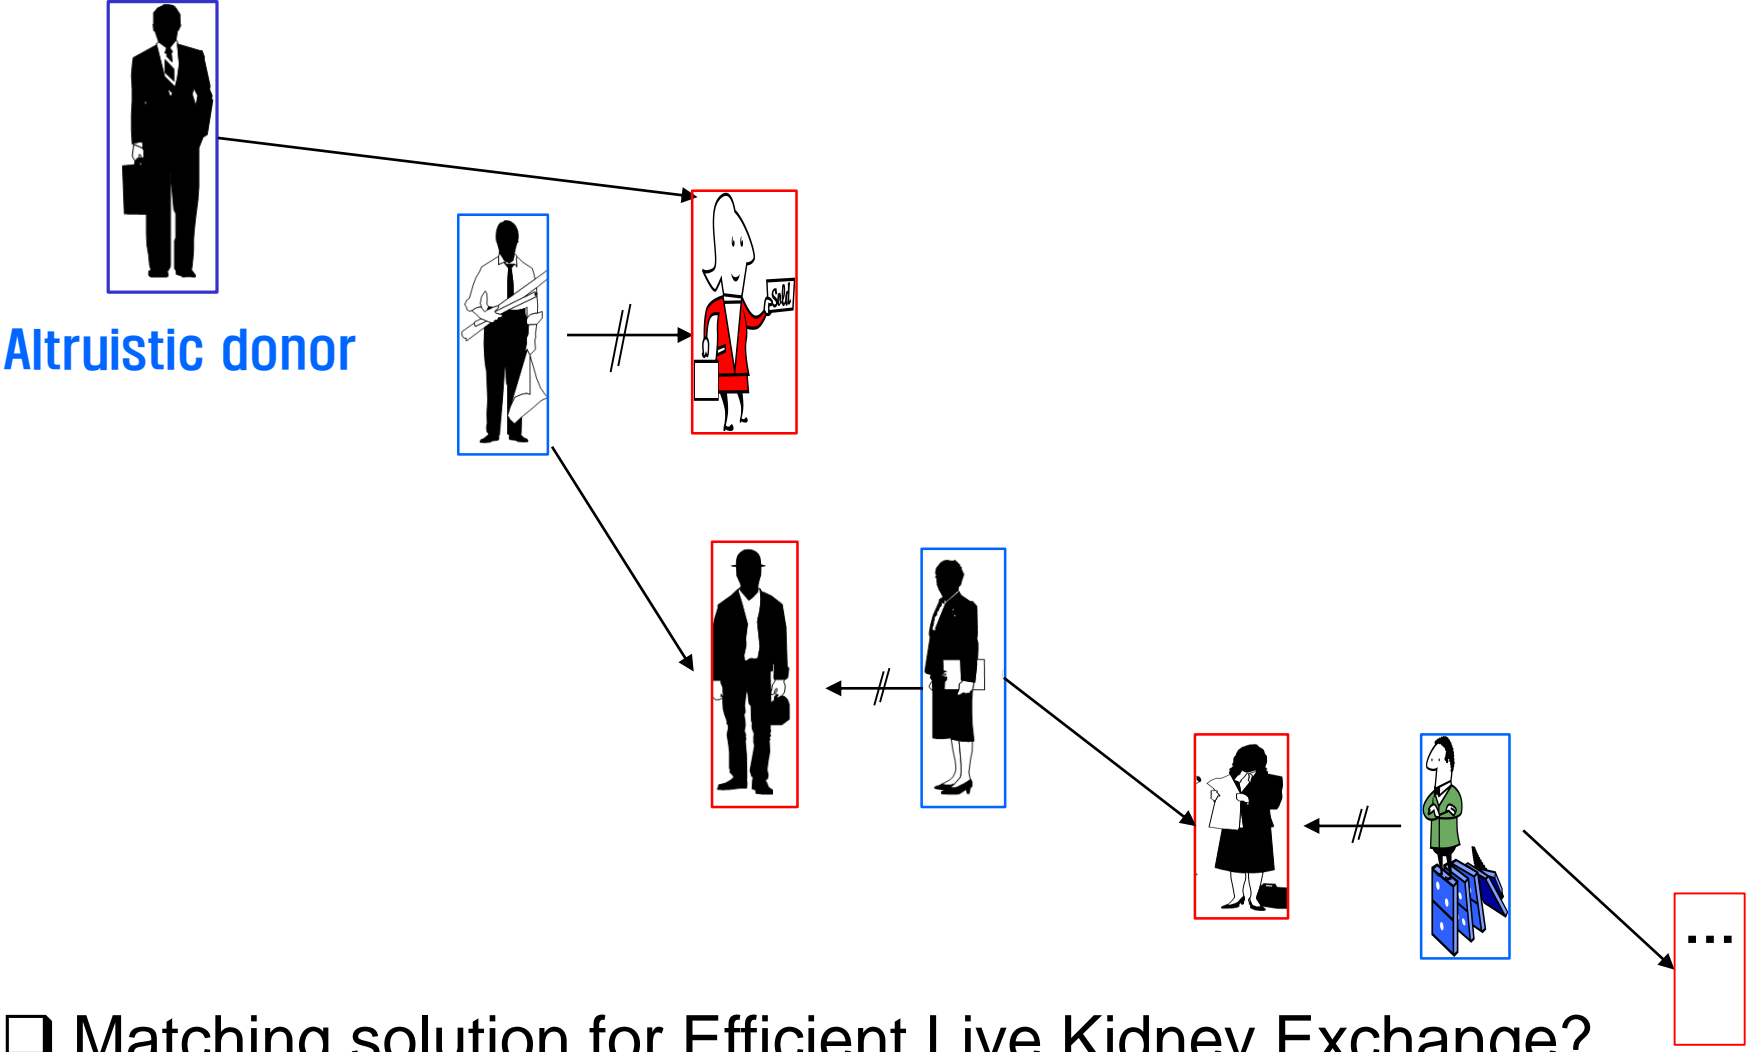 Sold
Altruistic donor
...
❑ Matching solution for Efficient Live Kidney Exchange?